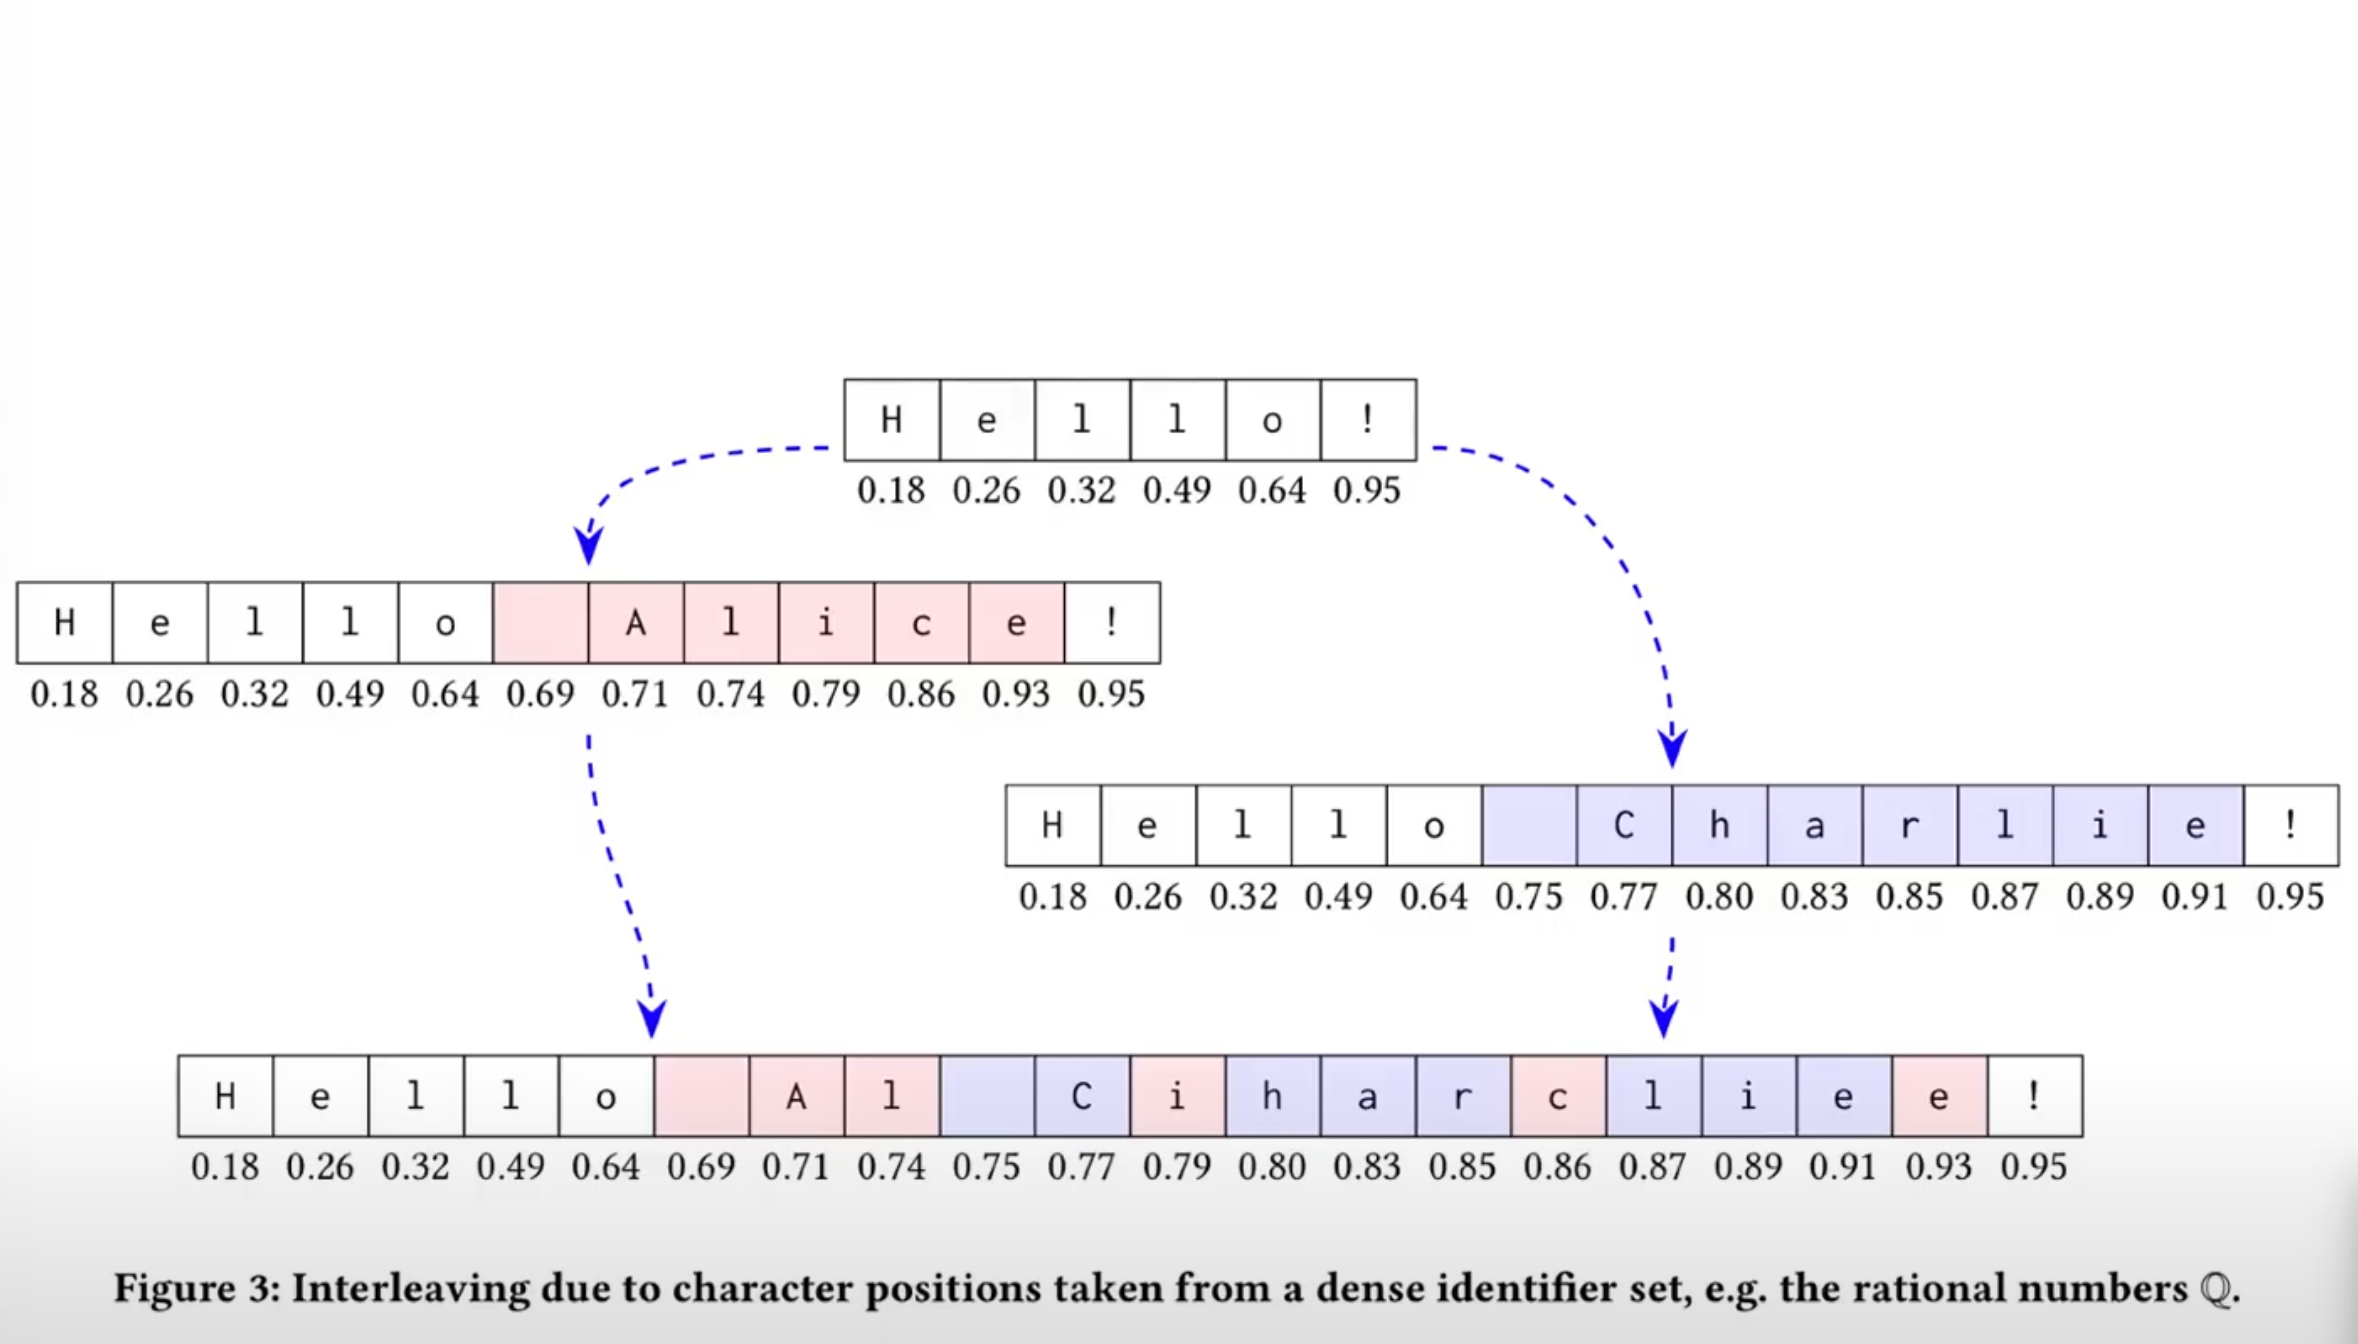 H e l l o !
0.18 0.26 0.32 0.49 0.64 0.95
H e l l o A l i c e !
0.18 0.26 0.32 0.49 0.64 0.69 0.71 0.74 0.79 0.86 0.93 0.95
H e l l o C h a r l i e !
0.18 0.26 0.32 0.49 0.64 0.75 0.77 0.80 0.83 0.85 0.87 0.89 0.91 0.95
H e l l o A l C i h a r c l i e e !
0.18 0.26 0.32 0.49 0.64 0.69 0.71 0.74 0.75 0.77 0.79 0.80 0.83 0.85 0.86 0.87 0.89 0.91 0.93 0.95
Figure 3: Interleaving due to character positions taken from a dense identifier set, e.g. the rational numbers ℚ.